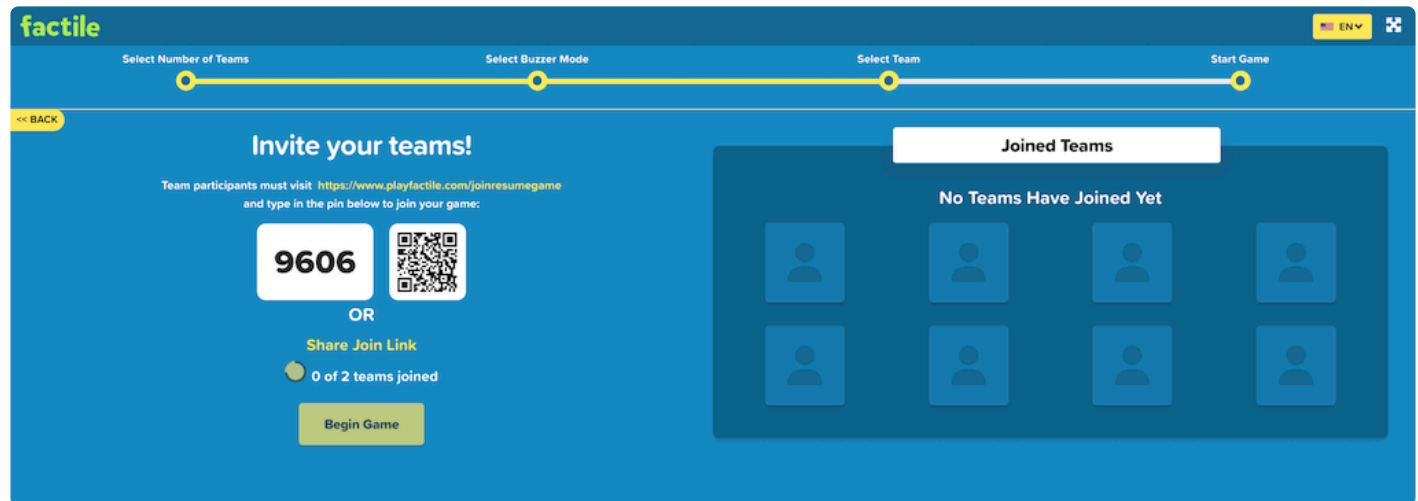 factile
EN
Select Number of Teams
Select Buzzer Mode
Select Team
Start Game
<< BACK
Invite your teams!
Team participants must visit https://www.playfactile.com/joinresumegame
and type in the pin below to join your game:
9606
OR
Share Join Link
0 of 2 teams joined
Begin Game
Joined Teams
No Teams Have Joined Yet